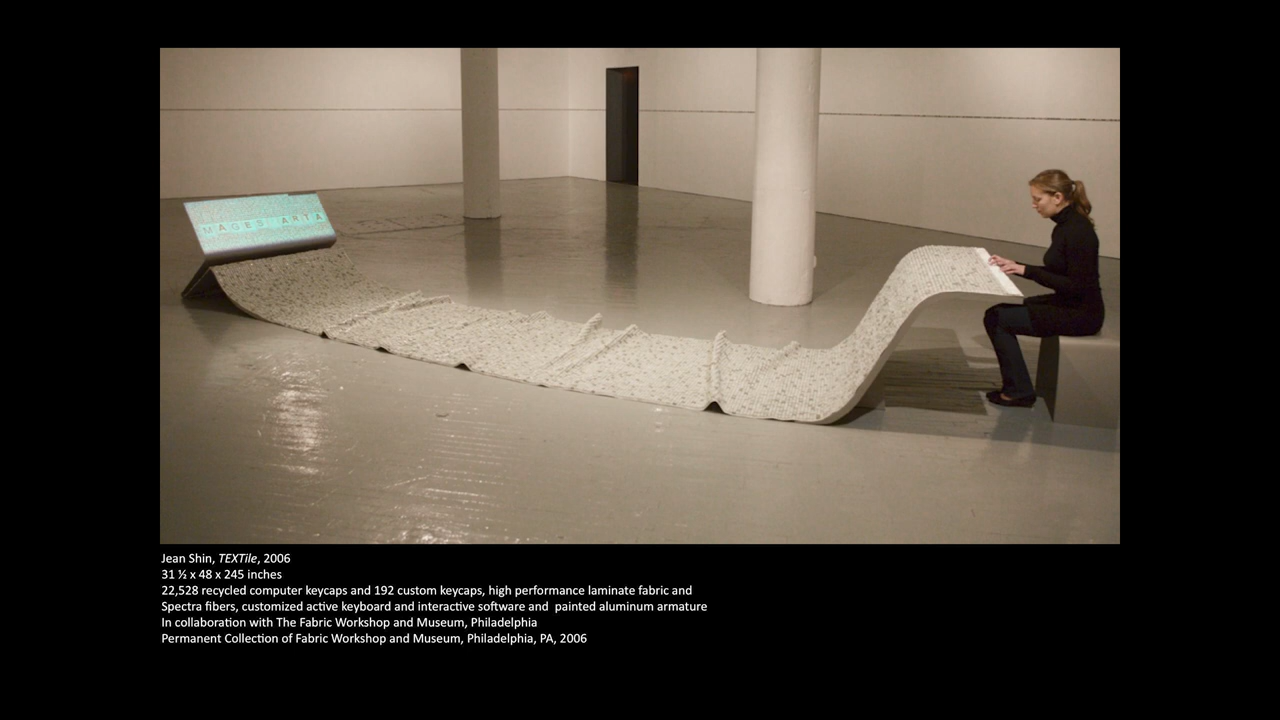 MAGES ARTA
Jean Shin, TEXTile, 2006
31 ½ x 48 x 245 inches
22,528 recycled computer keycaps and 192 custom keycaps, high performance laminate fabric and
Spectra fibers, customized active keyboard and interactive software and  painted aluminum armature
In collaboration with The Fabric Workshop and Museum, Philadelphia
Permanent Collection of Fabric Workshop and Museum, Philadelphia, PA, 2006